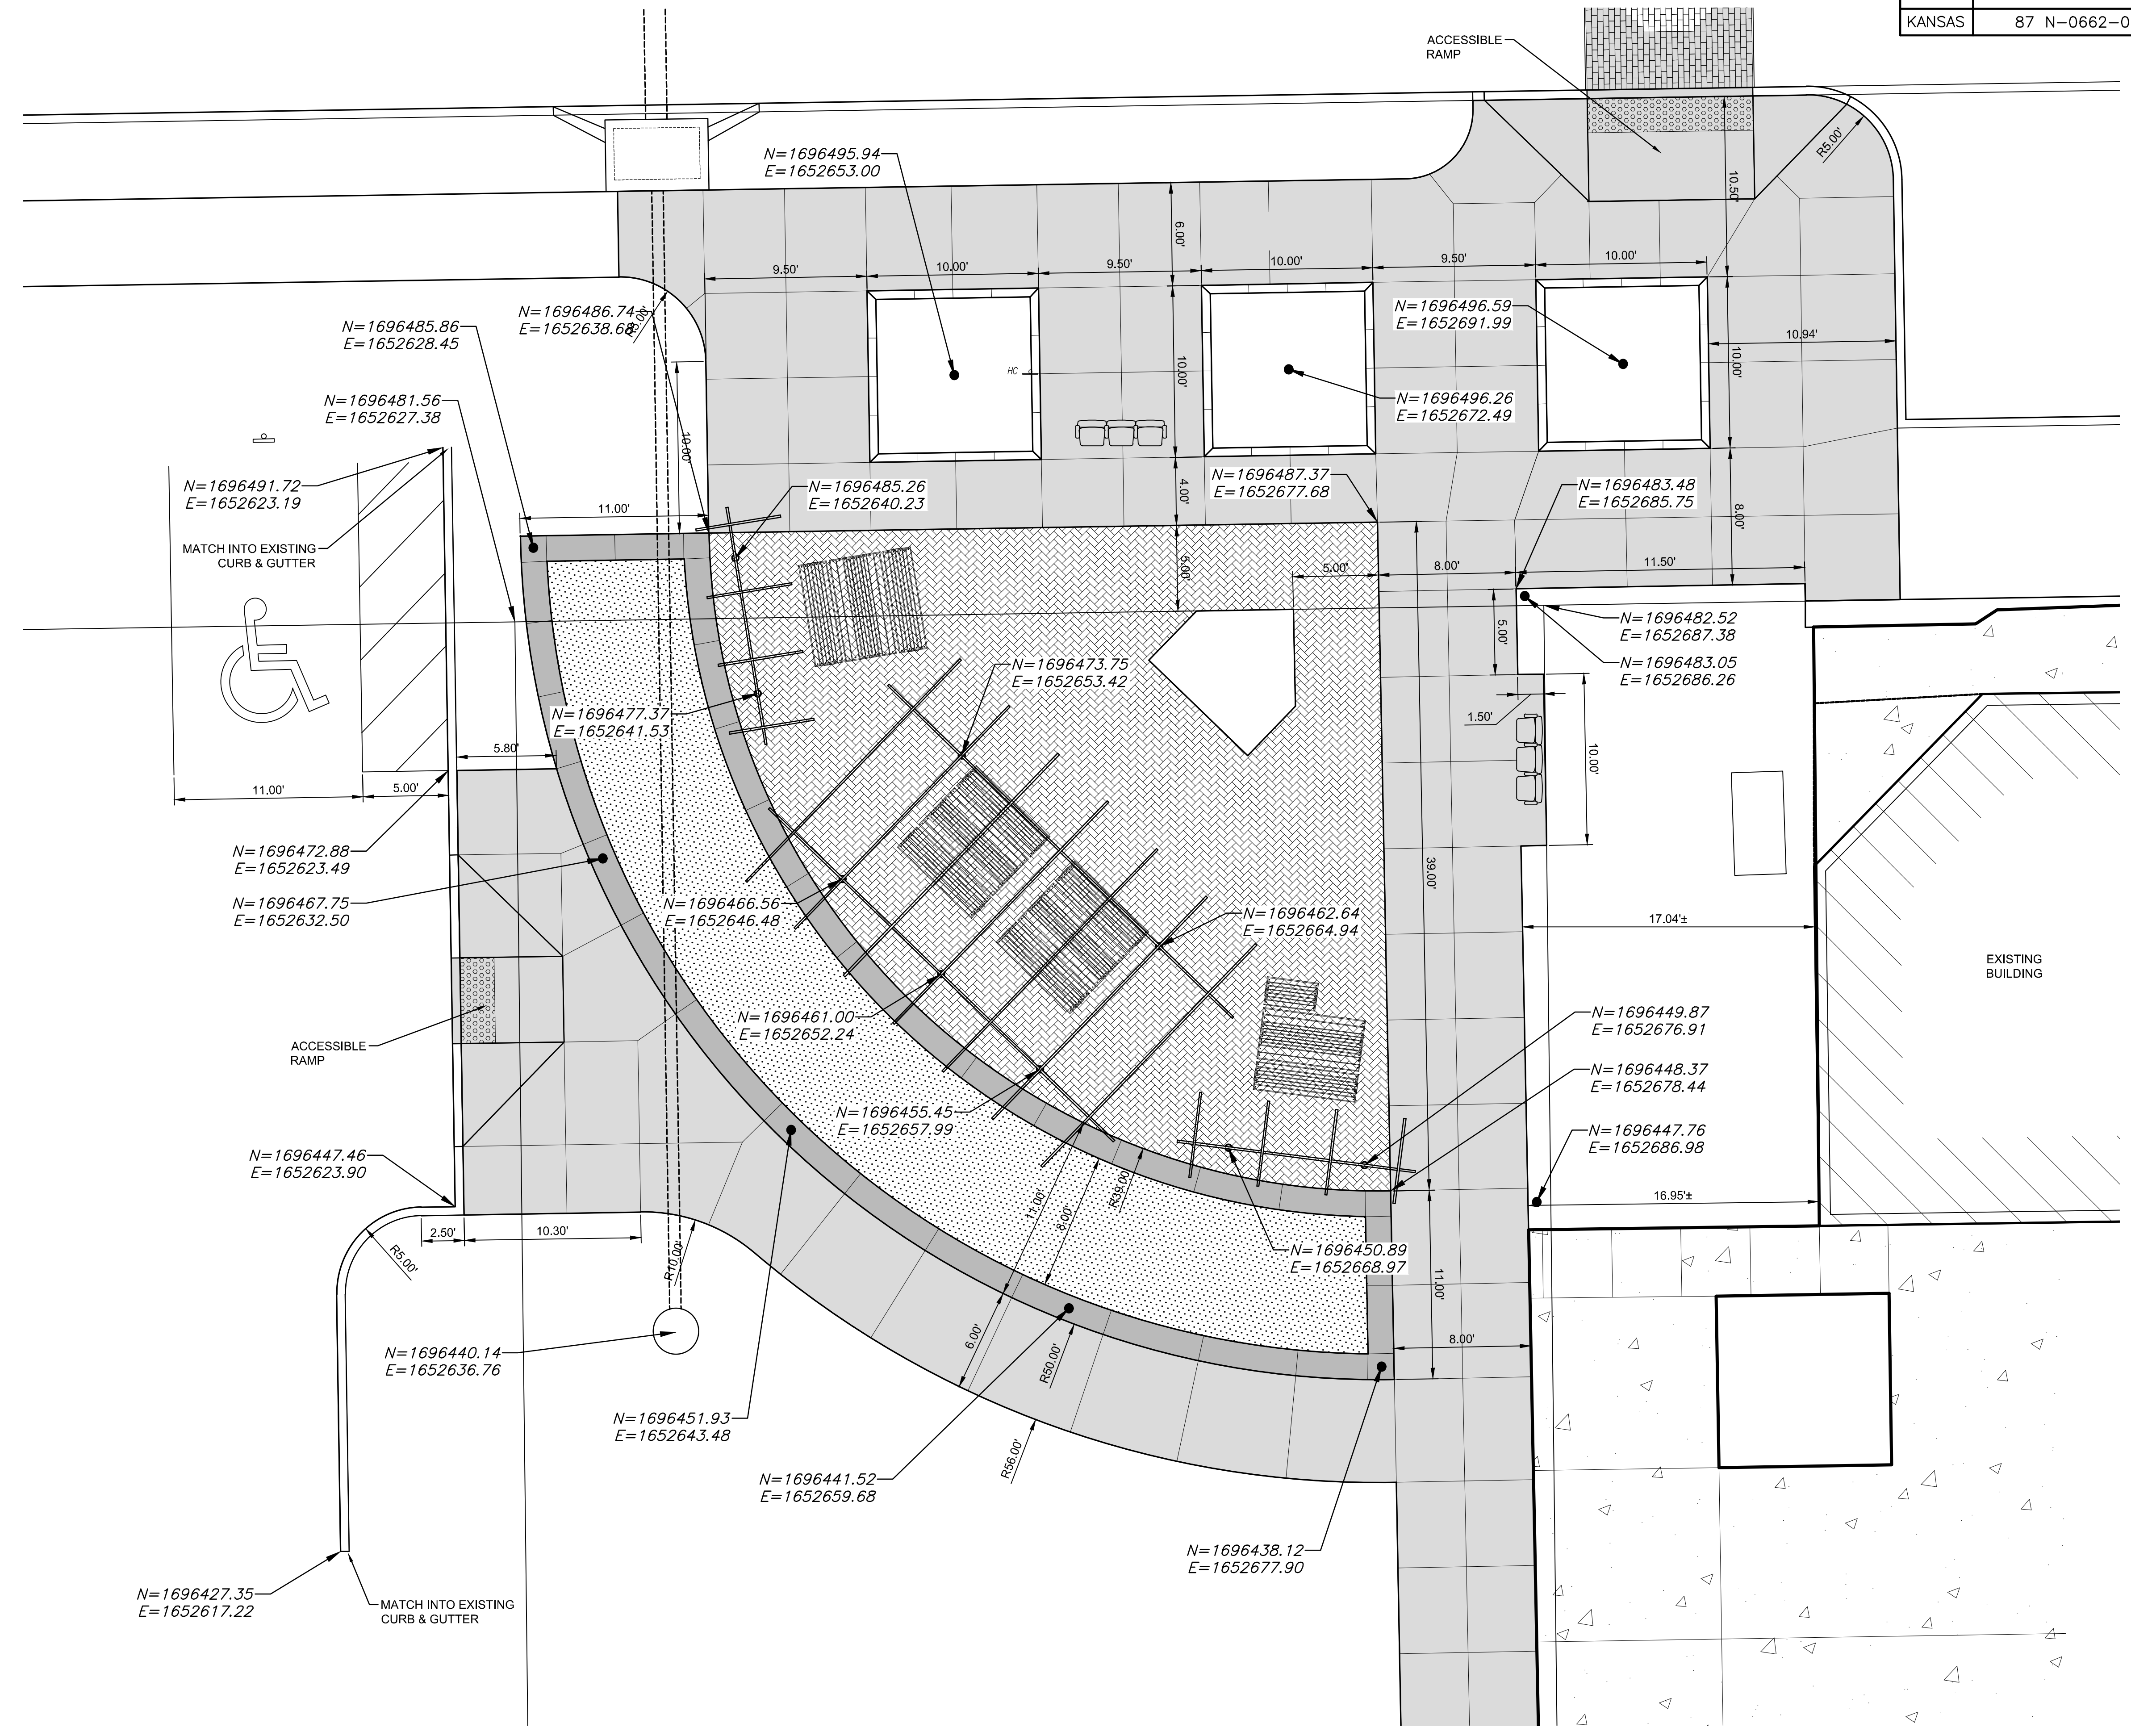 KANSAS 87 N-0662-0
ACCESSIBLE
RAMP
R5.00'
10.50'
N=1696495.94
E=1652653.00
6.00'
9.50'
10.00'
9.50'
10.00'
9.50'
10.00'
N=1696486.74
E=1652638.68
R5.00'
N=1696485.86
E=1652628.45
N=1696496.59
E=1652691.99
10.94'
10.00'
10.00'
HC
N=1696481.56
E=1652627.38
N=1696496.26
E=1652672.49
10.00'
N=1696491.72
E=1652623.19
N=1696485.26
E=1652640.23
4.00'
N=1696487.37
E=1652677.68
N=1696483.48
E=1652685.75
8.00'
11.00'
MATCH INTO EXISTING
CURB & GUTTER
5.00'
5.00'
8.00'
11.50'
5.00'
N=1696482.52
E=1652687.38
N=1696483.05
E=1652686.26
N=1696473.75
E=1652653.42
1.50'
N=1696477.37
E=1652641.53
5.80'
10.00'
11.00'
5.00'
N=1696472.88
E=1652623.49
39.00'
N=1696467.75
E=1652632.50
N=1696466.56
E=1652646.48
N=1696462.64
E=1652664.94
17.04'±
EXISTING
BUILDING
N=1696461.00
E=1652652.24
N=1696449.87
E=1652676.91
ACCESSIBLE
RAMP
N=1696448.37
E=1652678.44
N=1696455.45
E=1652657.99
N=1696447.76
E=1652686.98
N=1696447.46
E=1652623.90
R39.00'
11.00'
8.00'
16.95'±
2.50'
10.30'
R5.00'
R10.00'
N=1696450.89
E=1652668.97
11.00'
6.00'
8.00'
N=1696440.14
E=1652636.76
R50.00'
N=1696451.93
E=1652643.48
R56.00'
N=1696441.52
E=1652659.68
N=1696438.12
E=1652677.90
N=1696427.35
E=1652617.22
MATCH INTO EXISTING
CURB & GUTTER